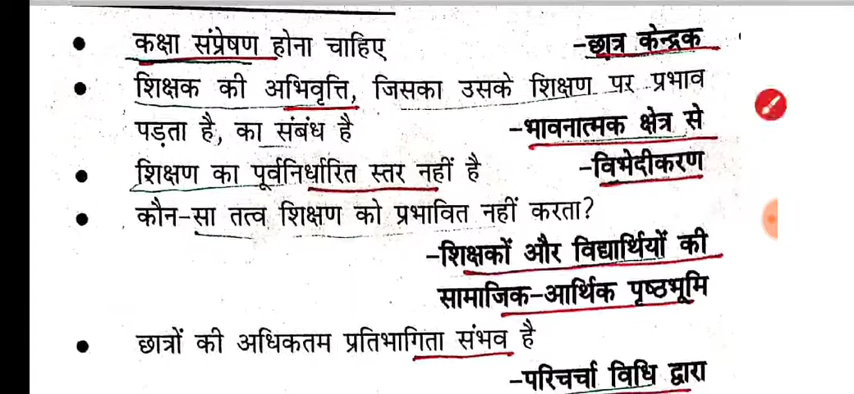 • कक्षा संप्रेषण होना चाहिए -छात्र केन्द्रक
• शिक्षक की अभिवृत्ति, जिसका उसके शिक्षण पर प्रभाव
पड़ता है, का संबंध है -भावनात्मक क्षेत्र से
• शिक्षण का पूर्वनिर्धारित स्तर नहीं है -विभेदीकरण
• कौन-सा तत्व शिक्षण को प्रभावित नहीं करता?
-शिक्षकों और विद्यार्थियों की
सामाजिक-आर्थिक पृष्ठभूमि
• छात्रों की अधिकतम प्रतिभागिता संभव है
-परिचर्चा विधि द्वारा